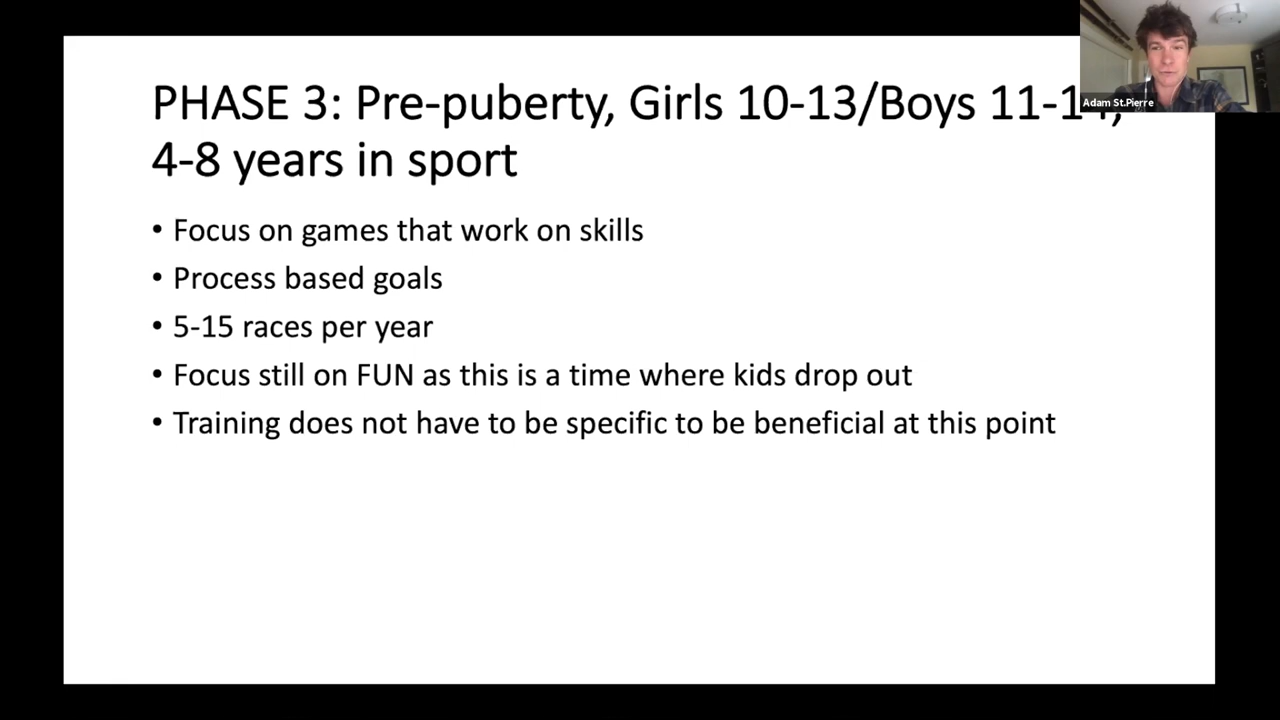 PHASE 3: Pre-puberty, Girls 10-13/Boys 11-14,
4-8 years in sport
• Focus on games that work on skills
• Process based goals
• 5-15 races per year
• Focus still on FUN as this is a time where kids drop out
• Training does not have to be specific to be beneficial at this point
Adam St.Pierre